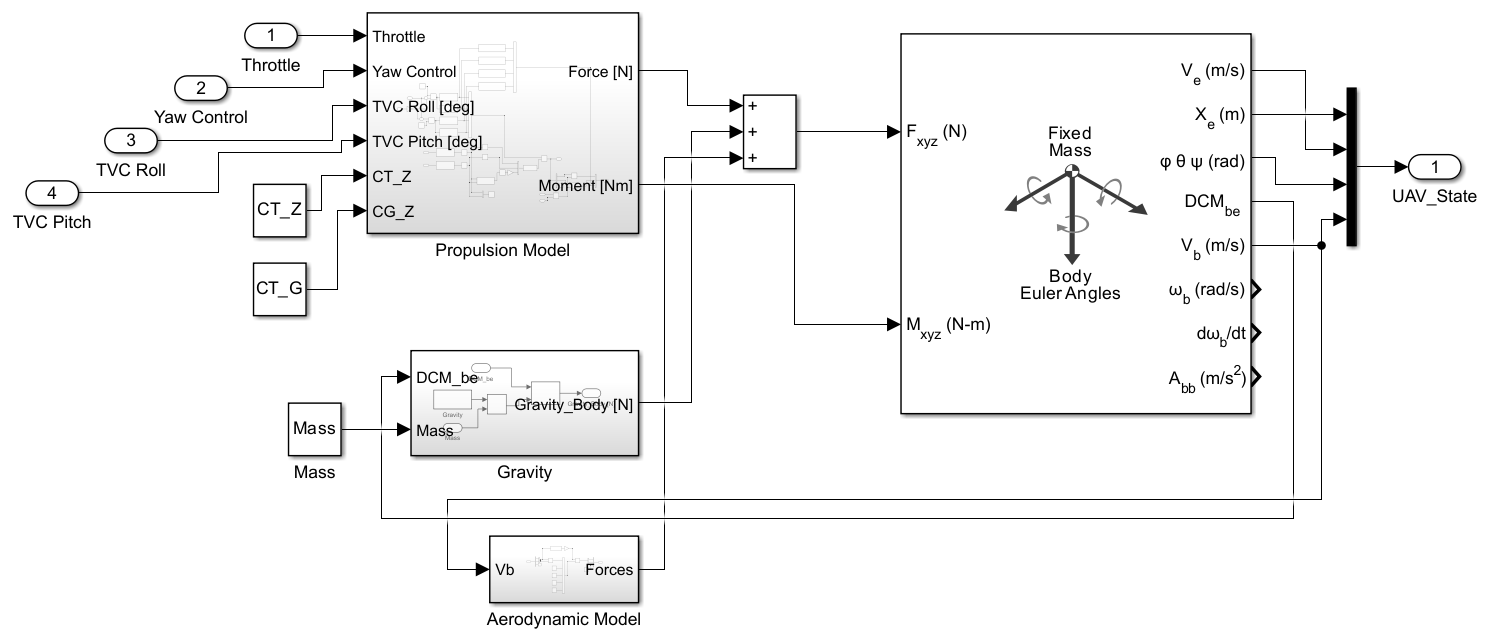 1
Throttle
2
Yaw Control
3
TVC Roll
4
TVC Pitch
CT_Z
CT_G
Throttle
Yaw Control
TVC Roll [deg]
TVC Pitch [deg]
CT_Z
CG_Z
Force [N]
Moment [Nm]
Propulsion Model
Mass
Mass
DCM_be
Mass
Gravity_Body [N]
Gravity
Mass
Gravity
Vb
Forces
Aerodynamic Model
+
+
+
F_xyz (N)
M_xyz (N-m)
Fixed
Mass
Body
Euler Angles
V_e (m/s)
X_e (m)
φ θ ψ (rad)
DCM_be
V_b (m/s)
ω_b (rad/s)
dω_b/dt
A_bb (m/s²)
1
UAV_State